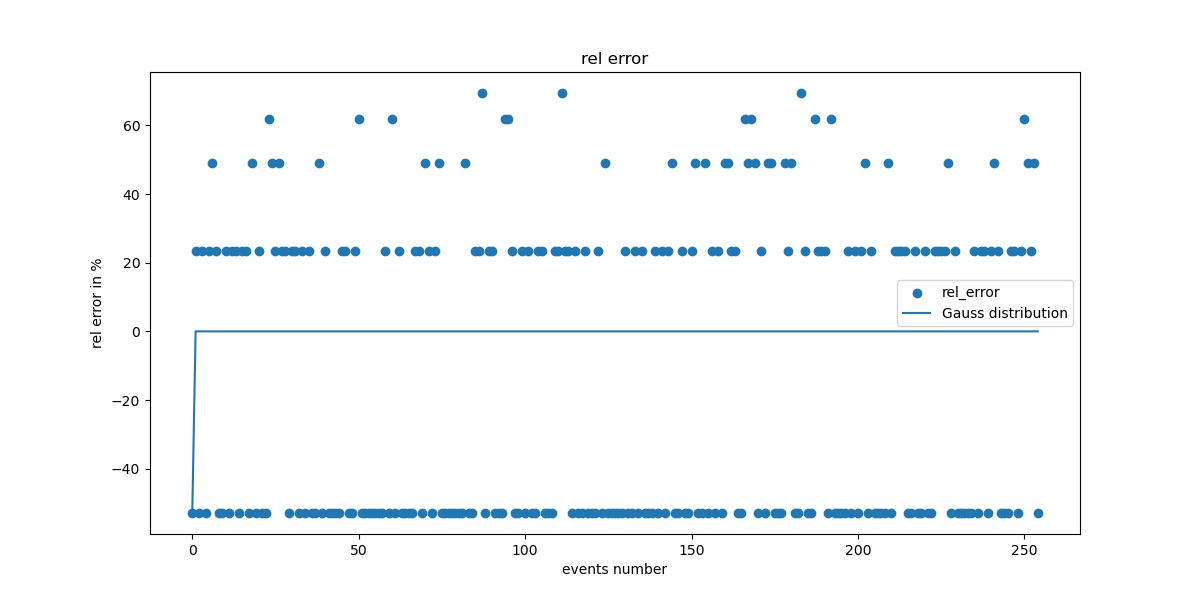 rel error
60
40
20
0
−20
−40
rel error in %
rel_error
Gauss distribution
0
50
100
150
200
250
events number